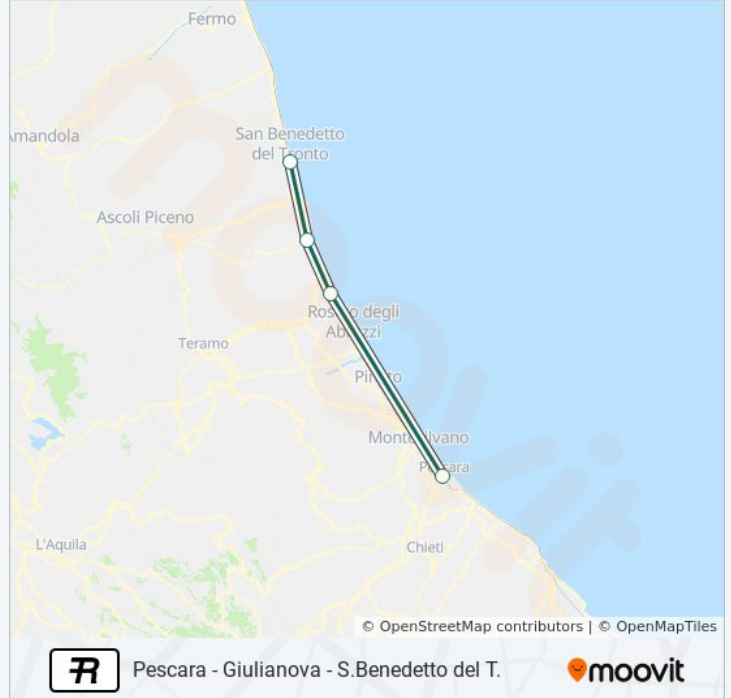 Fermo
Amandola
San Benedetto
del Tronto
Ascoli Piceno
Roseto degli
Abruzzi
Teramo
Pineto
Montesilvano
Pescara
L'Aquila
Chieti
© OpenStreetMap contributors | © OpenMapTiles
R
Pescara - Giulianova - S.Benedetto del T.
moovit